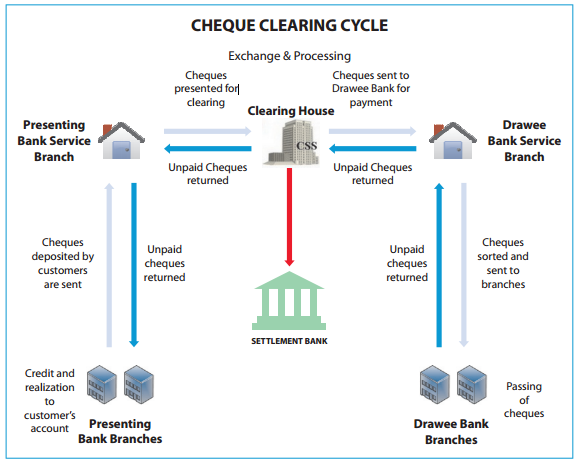 CHEQUE CLEARING CYCLE
Exchange & Processing
Cheques
presented for
clearing
Cheques sent to
Drawee Bank for
payment
Clearing House
Presenting
Bank Service
Branch
CSS
Drawee
Bank Service
Branch
Unpaid Cheques
returned
Unpaid Cheques
returned
Cheques
deposited by
customers
are sent
Unpaid
cheques
returned
Unpaid
cheques
returned
Cheques
sorted and
sent to
branches
SETTLEMENT BANK
Credit and
realization
to
customer's
account
Presenting
Bank Branches
Drawee Bank
Branches
Passing
of
cheques